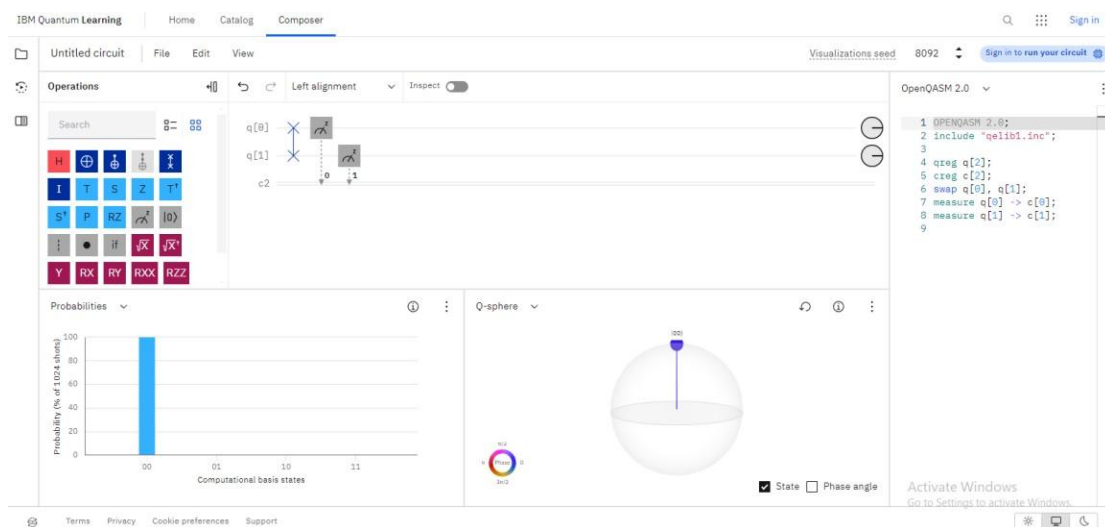 IBM Quantum Learning Home Catalog Composer Sign in
Untitled circuit File Edit View Visualizations seed 8092 Sign in to run your circuit
Operations Left alignment Inspect OpenQASM 2.0
Search
H
I T S Z T†
S† P RZ z |0⟩
if √X √X†
Y RX RY RXX RZZ
q[0] z
q[1] z
c2 0 1
1 OPENQASM 2.0;
2 include "qelib1.inc";
3
4 qreg q[2];
5 creg c[2];
6 swap q[0], q[1];
7 measure q[0] -> c[0];
8 measure q[1] -> c[1];
9
Probabilities
Probability (% of 1024 shots)
100
80
60
40
20
0
00 01 10 11
Computational basis states
Q-sphere
|00⟩
π/2
π Phase 0
3π/2
State Phase angle
Activate Windows
Go to Settings to activate Windows.
Terms Privacy Cookie preferences Support